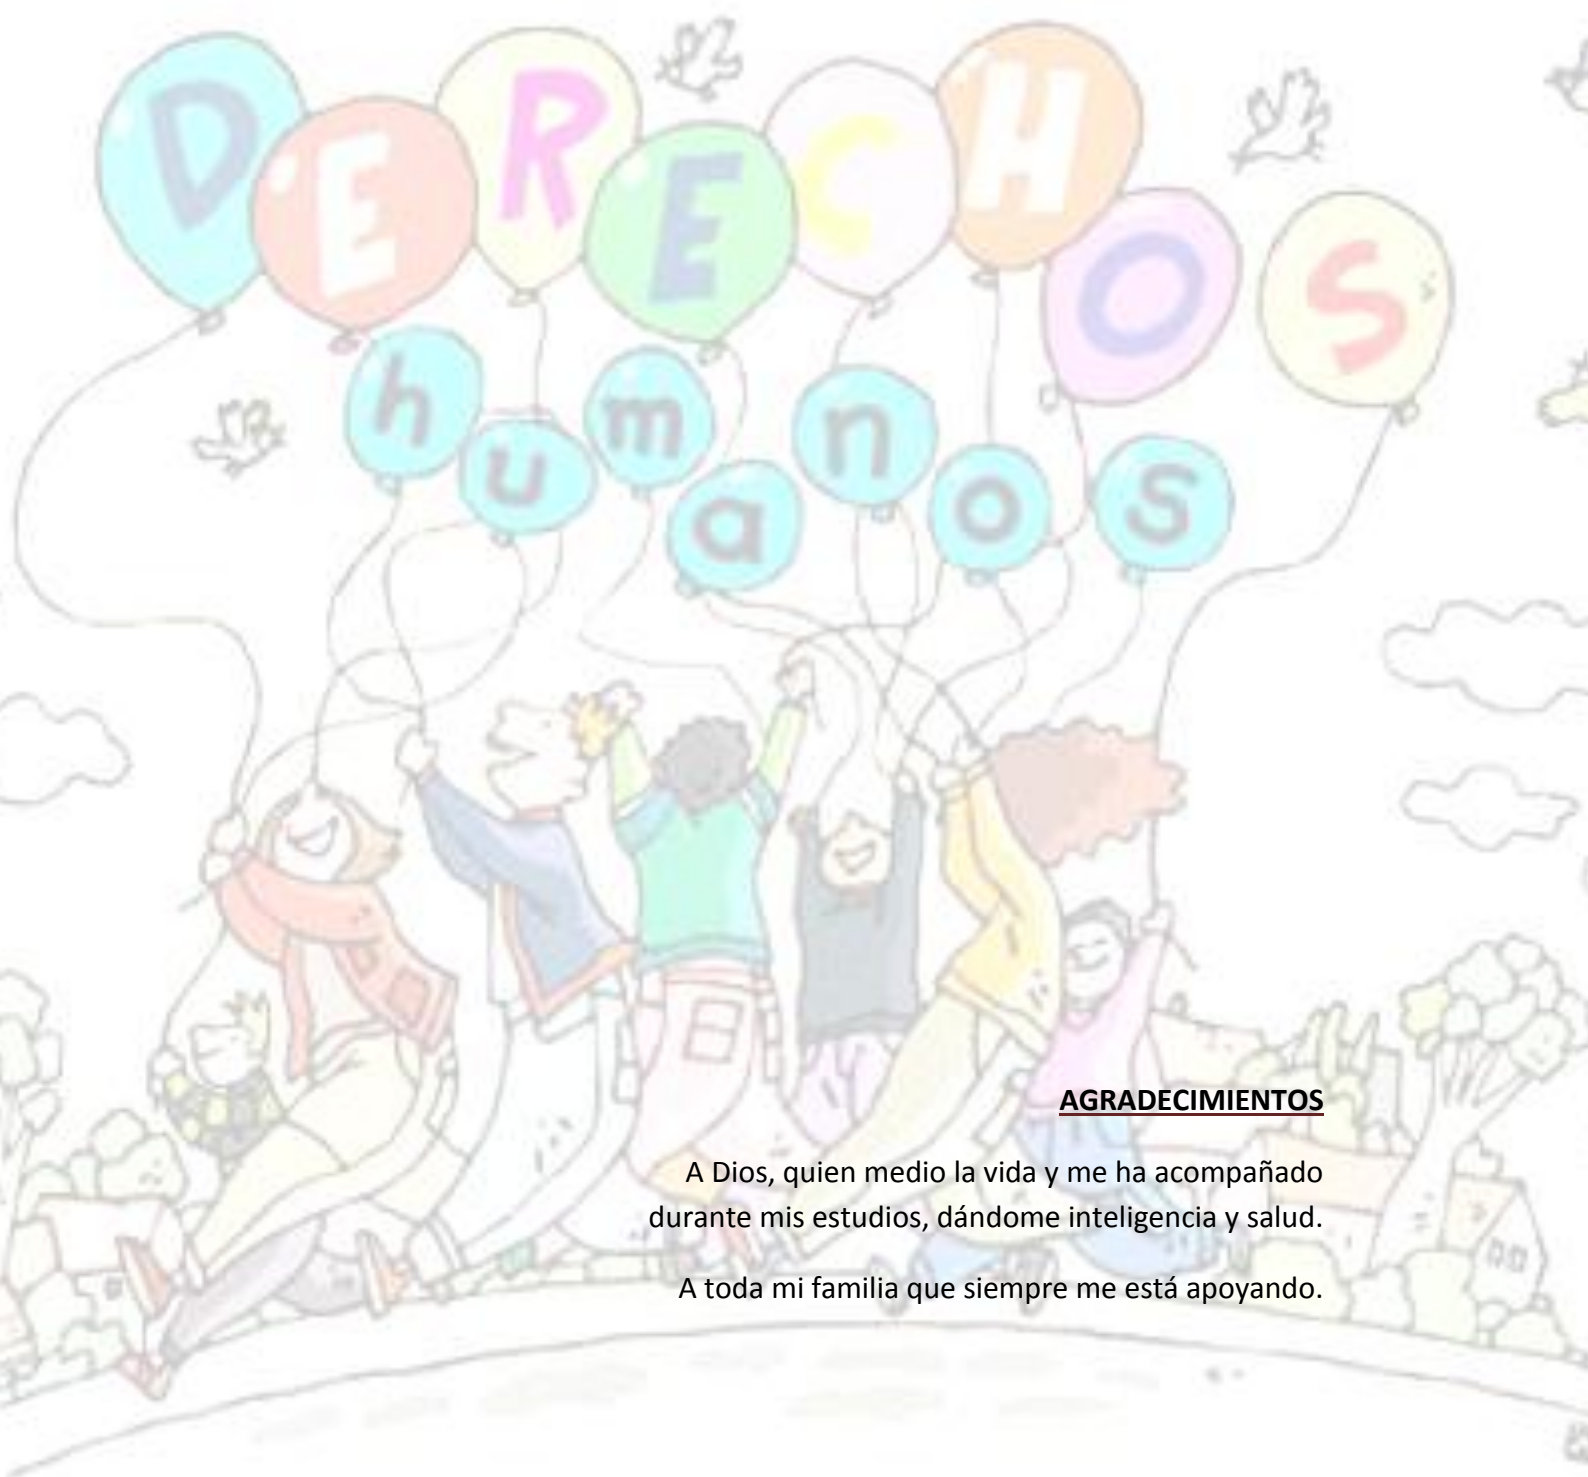 DERECHOS
humanos
AGRADECIMIENTOS
A Dios, quien medio la vida y me ha acompañado
durante mis estudios, dándome inteligencia y salud.
A toda mi familia que siempre me está apoyando.